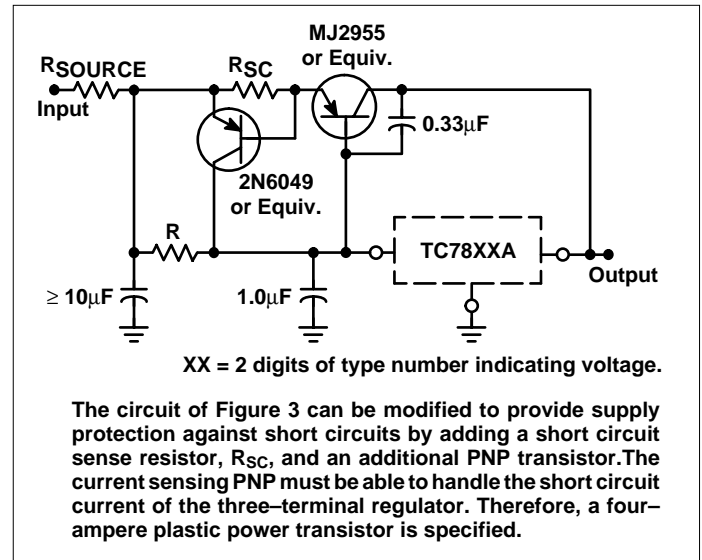 MJ2955
or Equiv.
RSOURCE
RSC
Input
0.33µF
2N6049
or Equiv.
R
TC78XXA
Output
≥ 10µF
1.0µF
XX = 2 digits of type number indicating voltage.
The circuit of Figure 3 can be modified to provide supply
protection against short circuits by adding a short circuit
sense resistor, RSC, and an additional PNP transistor.The
current sensing PNP must be able to handle the short circuit
current of the three–terminal regulator. Therefore, a four–
ampere plastic power transistor is specified.